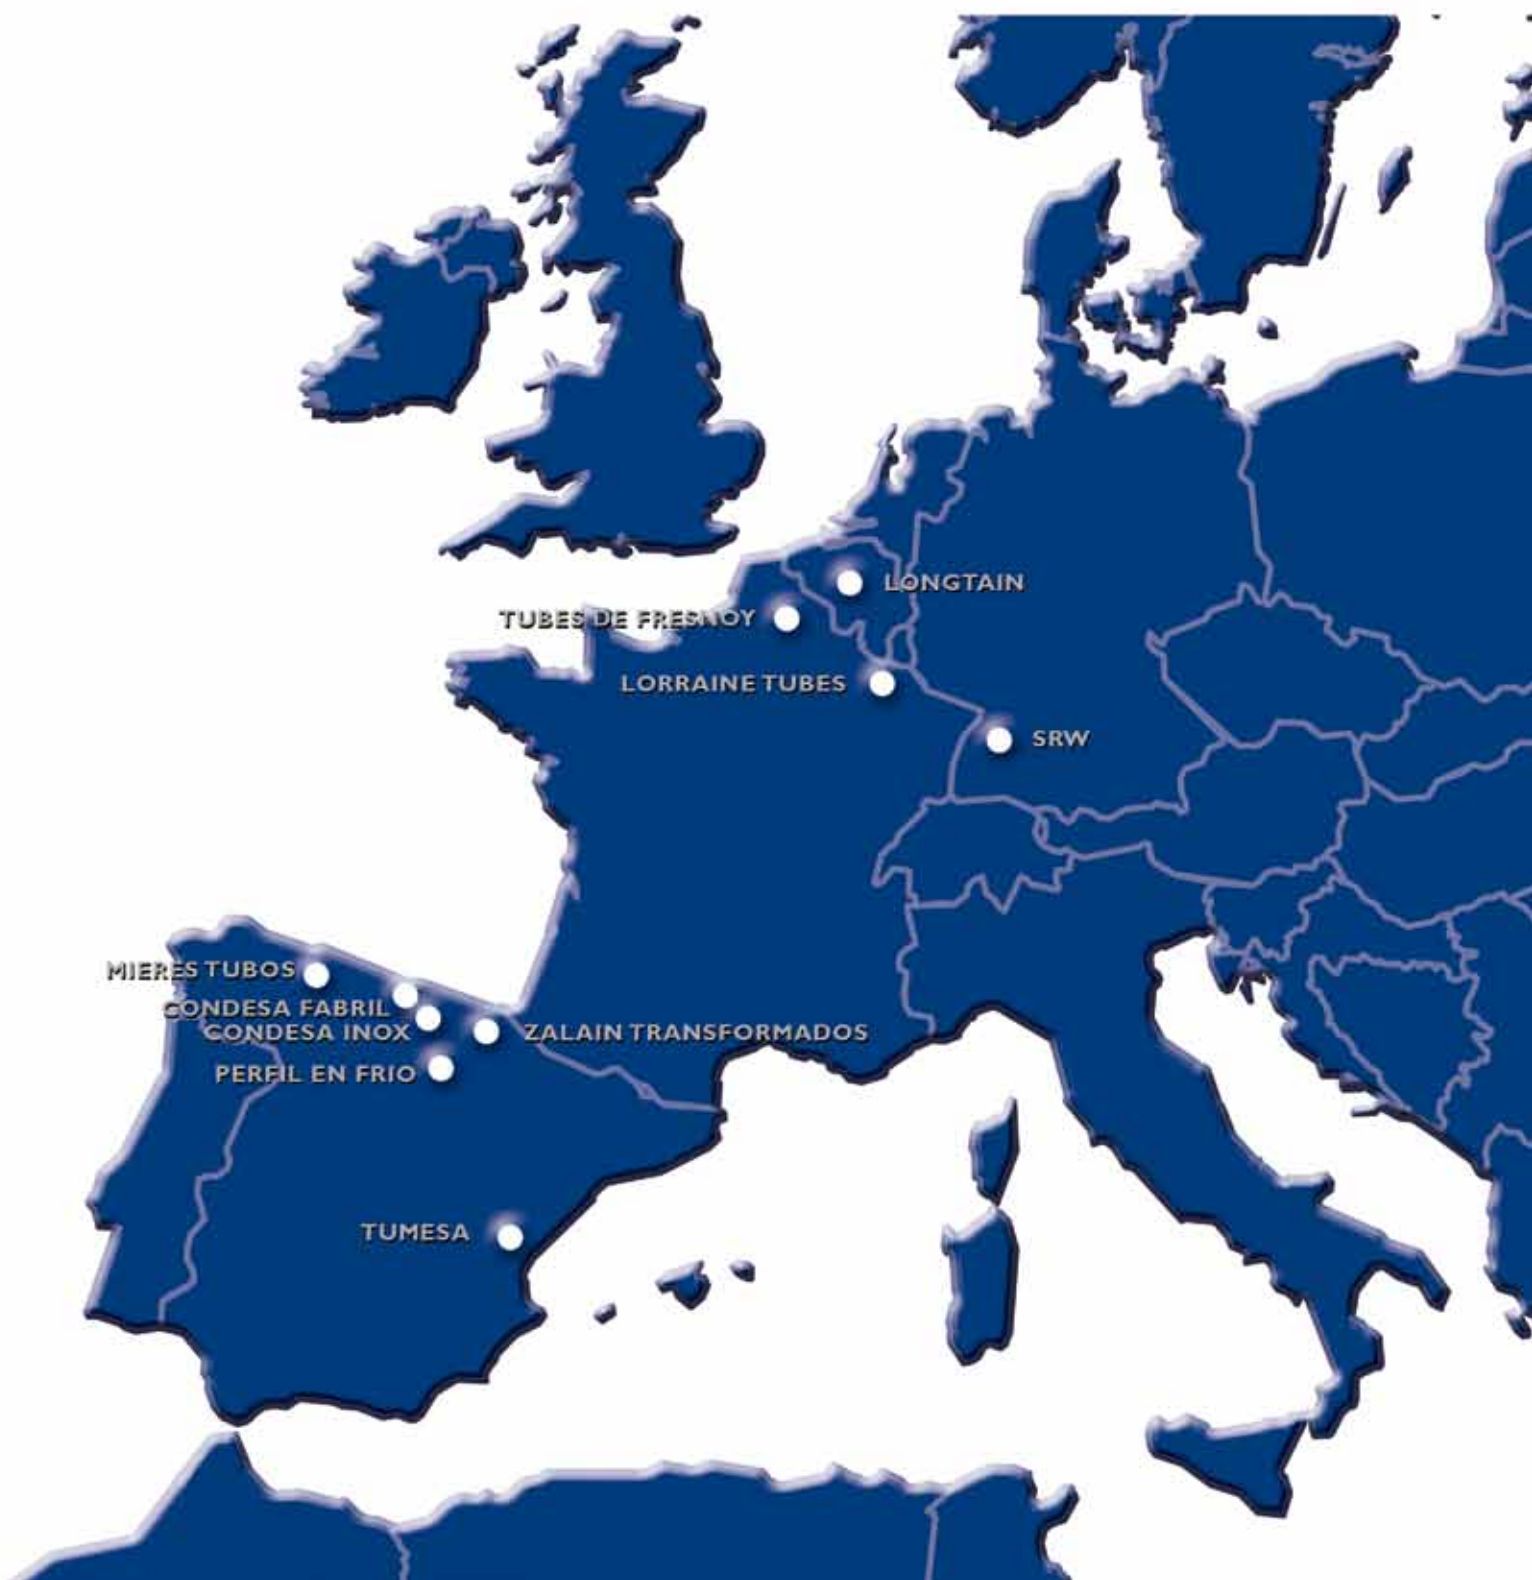 LONGTAIN
TUBES DE FRESNOY
LORRAINE TUBES
SRW
MIERES TUBOS
CONDESA FABRIL
CONDESA INOX
ZALAIN TRANSFORMADOS
PERFIL EN FRIO
TUMESA